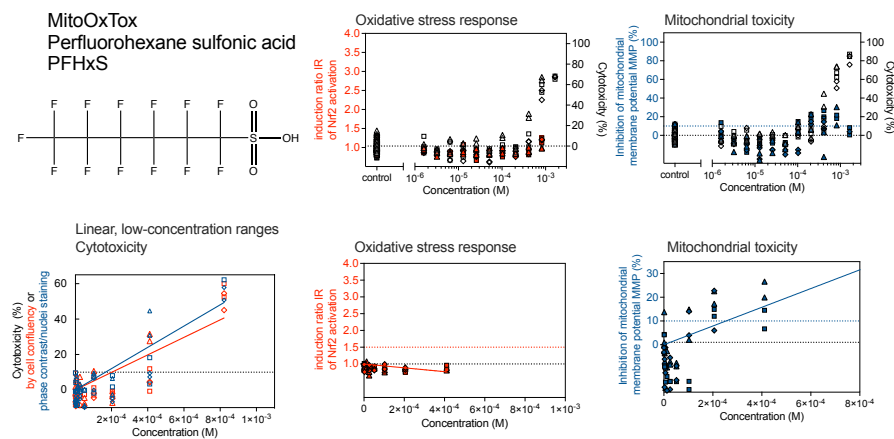 MitoOxTox
Perfluorohexane sulfonic acid
PFHxS
F F F F F F O
F S OH
F F F F F F O
Oxidative stress response
induction ratio IR
of Nrf2 activation
4.0
3.5
3.0
2.5
2.0
1.5
1.0
100
80
60
40
20
0
Cytotoxicity (%)
control 10⁻⁶ 10⁻⁵ 10⁻⁴ 10⁻³ 10⁻²
Concentration (M)
Mitochondrial toxicity
Inhibition of mitochondrial
membrane potential MMP (%)
100
80
60
40
20
0
100
80
60
40
20
0
Cytotoxicity (%)
control 10⁻⁶ 10⁻⁵ 10⁻⁴ 10⁻³ 10⁻²
Concentration (M)
Linear, low-concentration ranges
Cytotoxicity
Cytotoxicity (%)
by cell confluency or
phase contrast/nuclei staining
60
40
20
0
2×10⁻⁴ 4×10⁻⁴ 6×10⁻⁴ 8×10⁻⁴ 1×10⁻³
Concentration (M)
Oxidative stress response
induction ratio IR
of Nrf2 activation
4.0
3.5
3.0
2.5
2.0
1.5
1.0
0 2×10⁻⁴ 4×10⁻⁴ 6×10⁻⁴ 8×10⁻⁴ 1×10⁻³
Concentration (M)
Mitochondrial toxicity
Inhibition of mitochondrial
membrane potential MMP (%)
30
20
10
0
0 2×10⁻⁴ 4×10⁻⁴ 6×10⁻⁴ 8×10⁻⁴
Concentration (M)